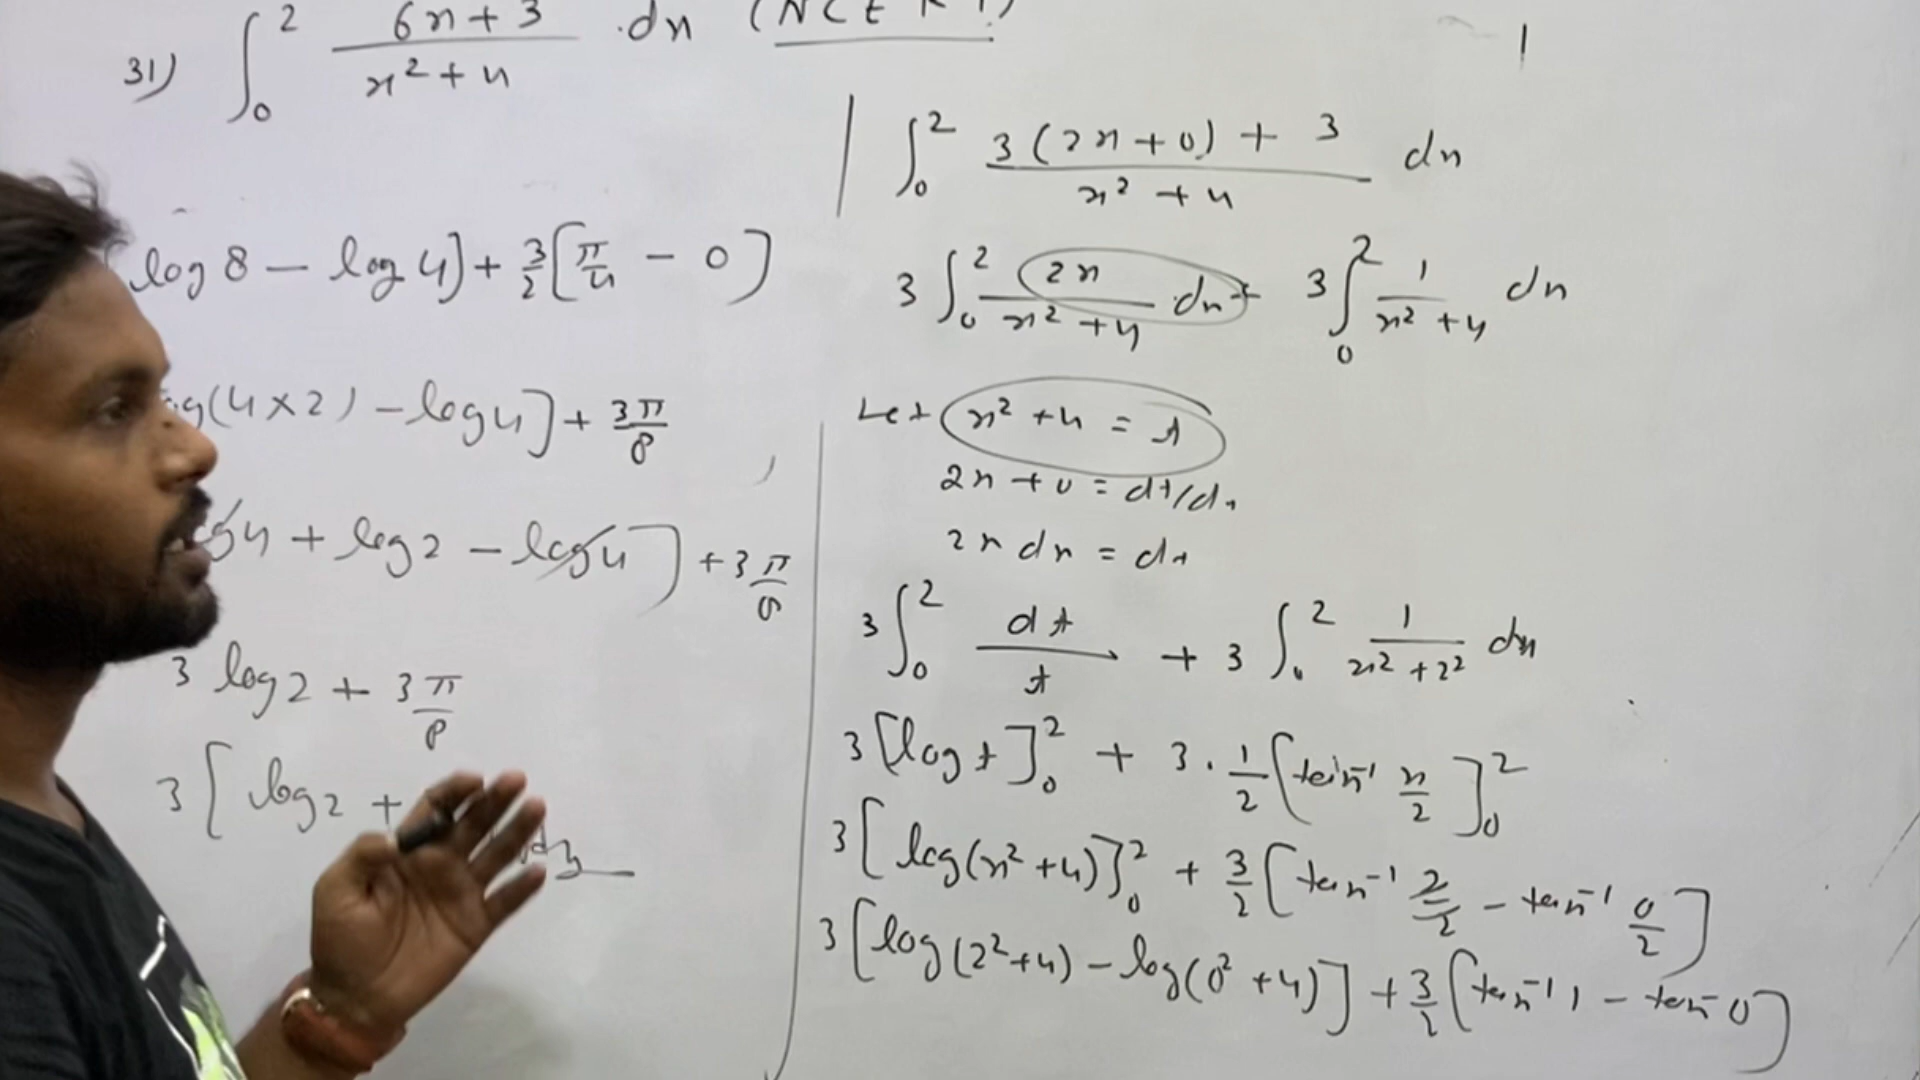 31) ∫₀² (6x + 3)/(x² + 4) · dx (NCERT)
∫₀² (3(2x + 0) + 3)/(x² + 4) dx
3 ∫₀² 2x/(x² + 4) dx + 3 ∫₀² 1/(x² + 4) dx
Let x² + 4 = t
2x + 0 = dt/dx
2x dx = dt
3 ∫₀² dt/t + 3 ∫₀² 1/(x² + 2²) dx
3 [log t]₀² + 3 · 1/2 [tan⁻¹ x/2]₀²
3 [log(x² + 4)]₀² + 3/2 [tan⁻¹ 2/2 − tan⁻¹ 0/2]
3 [log(2² + 4) − log(0² + 4)] + 3/2 [tan⁻¹ 1 − tan⁻ 0]
log 8 − log 4] + 3/2 [π/4 − 0]
(4 × 2) − log 4] + 3π/8
4 + log 2 − log 4] + 3 π/8
3 log 2 + 3 π/8
3 [log 2 +